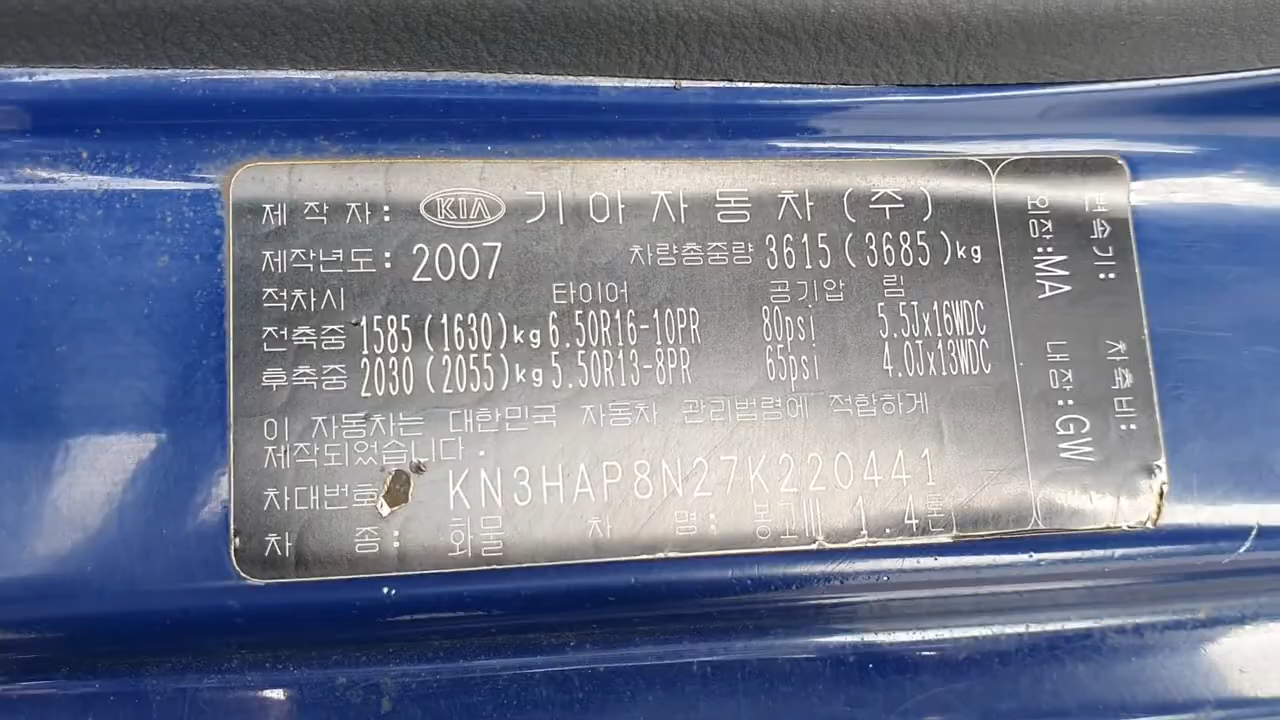 제 작 자: KIA 기아자동차(주)
제작년도: 2007 차량총중량 3615(3685)kg
적차시 타이어 공기압 림
전축중 1585(1630)kg 6.50R16-10PR 80psi 5.5Jx16WDC
후축중 2030(2055)kg 5.50R13-8PR 65psi 4.0Jx13WDC
이 자동차는 대한민국 자동차 관리법령에 적합하게
제작되었습니다.
차대번호 KN3HAP8N27K220441
차 종: 화물 차 명: 봉고Ⅲ 1.4톤
변속기: 차축비:
외장:MA 내장:GW